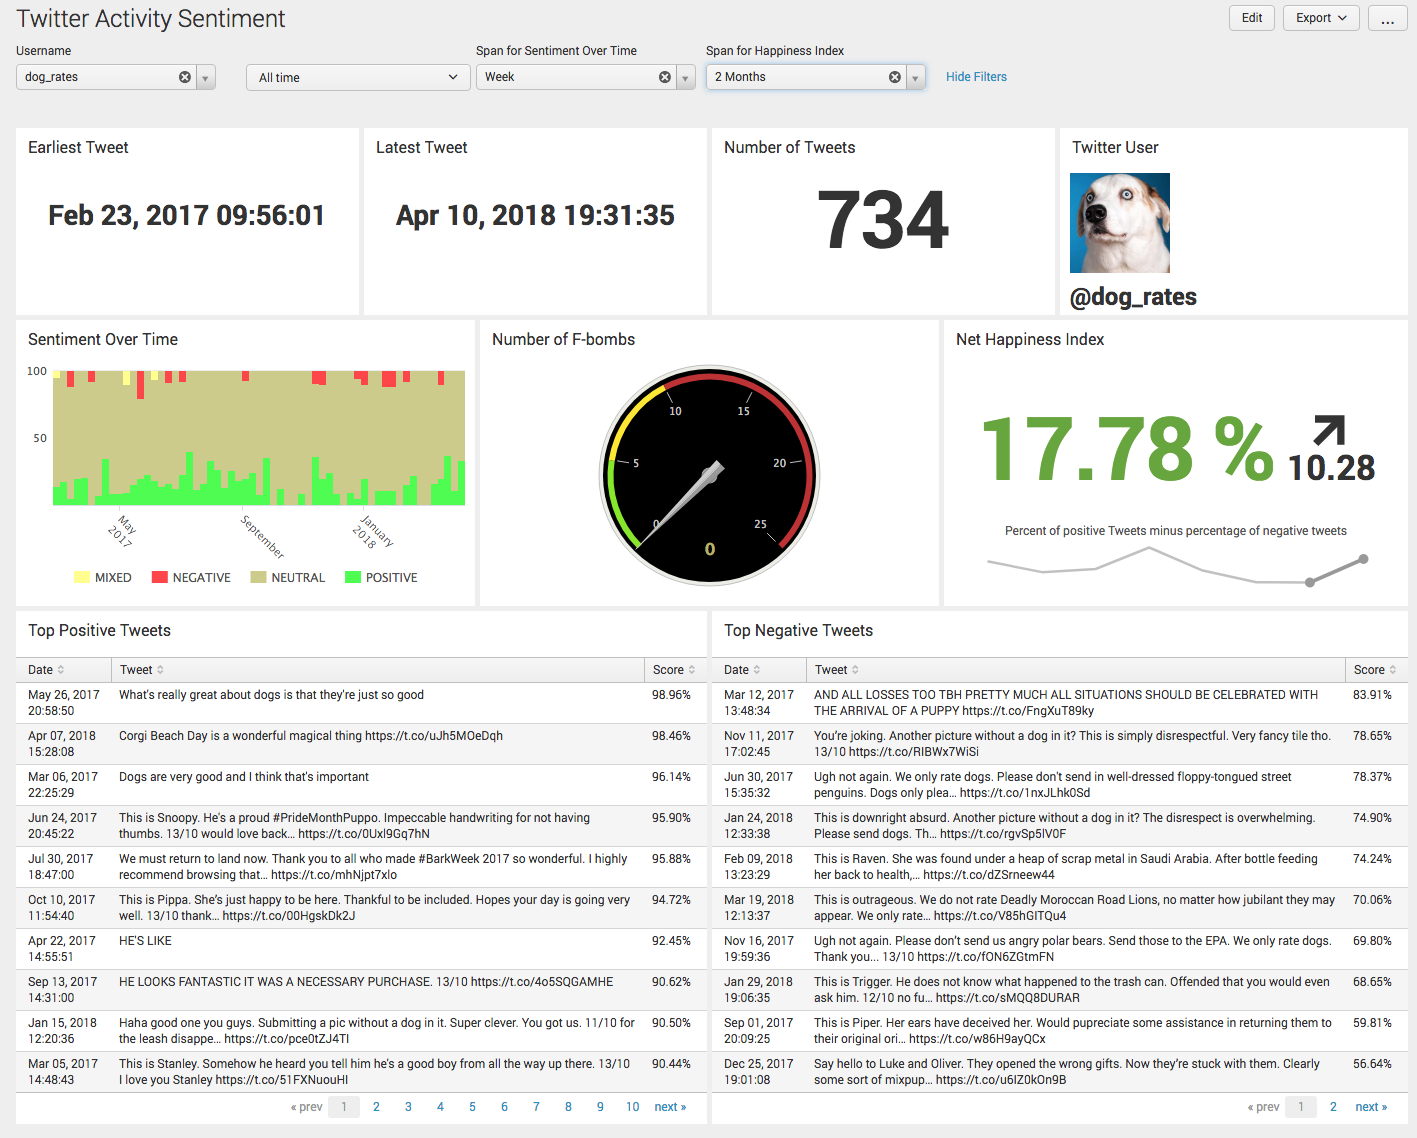 Twitter Activity Sentiment
Edit
Export
...
Username
Span for Sentiment Over Time
Span for Happiness Index
dog_rates
All time
Week
2 Months
Hide Filters
Earliest Tweet
Feb 23, 2017 09:56:01
Latest Tweet
Apr 10, 2018 19:31:35
Number of Tweets
734
Twitter User
@dog_rates
Sentiment Over Time
100
50
May
2017
September
January
2018
MIXED
NEGATIVE
NEUTRAL
POSITIVE
Number of F-bombs
0
5
10
15
20
25
0
Net Happiness Index
17.78 %
10.28
Percent of positive Tweets minus percentage of negative tweets
Top Positive Tweets
Date
Tweet
Score
May 26, 2017
20:58:50
What's really great about dogs is that they're just so good
98.96%
Apr 07, 2018
15:28:08
Corgi Beach Day is a wonderful magical thing https://t.co/uJh5MOeDqh
98.46%
Mar 06, 2017
22:25:29
Dogs are very good and I think that's important
96.14%
Jun 24, 2017
20:45:22
This is Snoopy. He's a proud #PrideMonthPuppo. Impeccable handwriting for not having
thumbs. 13/10 would love back… https://t.co/0Uxl9Gq7hN
95.90%
Jul 30, 2017
18:47:00
We must return to land now. Thank you to all who made #BarkWeek 2017 so wonderful. I highly
recommend browsing that… https://t.co/mhNjpt7xlo
95.88%
Oct 10, 2017
11:54:40
This is Pippa. She’s just happy to be here. Thankful to be included. Hopes your day is going very
well. 13/10 thank… https://t.co/00HgskDk2J
94.72%
Apr 22, 2017
14:55:51
HE'S LIKE
92.45%
Sep 13, 2017
14:31:00
HE LOOKS FANTASTIC IT WAS A NECESSARY PURCHASE. 13/10 https://t.co/4o5SQGAMHE
90.62%
Jan 15, 2018
12:20:36
Haha good one you guys. Submitting a pic without a dog in it. Super clever. You got us. 11/10 for
the leash disappe… https://t.co/pce0tZJ4TI
90.50%
Mar 05, 2017
14:48:43
This is Stanley. Somehow he heard you tell him he's a good boy from all the way up there. 13/10
I love you Stanley https://t.co/51FXNuouHI
90.44%
« prev 1 2 3 4 5 6 7 8 9 10 next »
Top Negative Tweets
Date
Tweet
Score
Mar 12, 2017
13:48:34
AND ALL LOSSES TOO TBH PRETTY MUCH ALL SITUATIONS SHOULD BE CELEBRATED WITH
THE ARRIVAL OF A PUPPY https://t.co/FngXuT89ky
83.91%
Nov 11, 2017
17:02:45
You’re joking. Another picture without a dog in it? This is simply disrespectful. Very fancy tile tho.
13/10 https://t.co/RIBWx7WiSi
78.65%
Jun 30, 2017
15:35:32
Ugh not again. We only rate dogs. Please don't send in well-dressed floppy-tongued street
penguins. Dogs only plea… https://t.co/1nxJLhk0Sd
78.37%
Jan 24, 2018
12:33:38
This is downright absurd. Another picture without a dog in it? The disrespect is overwhelming.
Please send dogs. Th… https://t.co/rgvSp5lV0F
74.90%
Feb 09, 2018
13:23:29
This is Raven. She was found under a heap of scrap metal in Saudi Arabia. After bottle feeding
her back to health,… https://t.co/dZSrneew44
74.24%
Mar 19, 2018
12:13:37
This is outrageous. We do not rate Deadly Moroccan Road Lions, no matter how jubilant they may
appear. We only rate… https://t.co/V85hGITQu4
70.06%
Nov 16, 2017
19:59:36
Ugh not again. Please don’t send us angry polar bears. Send those to the EPA. We only rate dogs.
Thank you... 13/10 https://t.co/fON6ZGtmFN
69.80%
Jan 29, 2018
19:06:35
This is Trigger. He does not know what happened to the trash can. Offended that you would even
ask him. 12/10 no fu… https://t.co/sMQQ8DURAR
68.65%
Sep 01, 2017
20:09:25
This is Piper. Her ears have deceived her. Would pupreciate some assistance in returning them to
their original ori… https://t.co/w86H9ayQCx
59.81%
Dec 25, 2017
19:01:08
Say hello to Luke and Oliver. They opened the wrong gifts. Now they’re stuck with them. Clearly
some sort of mixpup… https://t.co/u6IZ0kOn9B
56.64%
« prev 1 2 next »